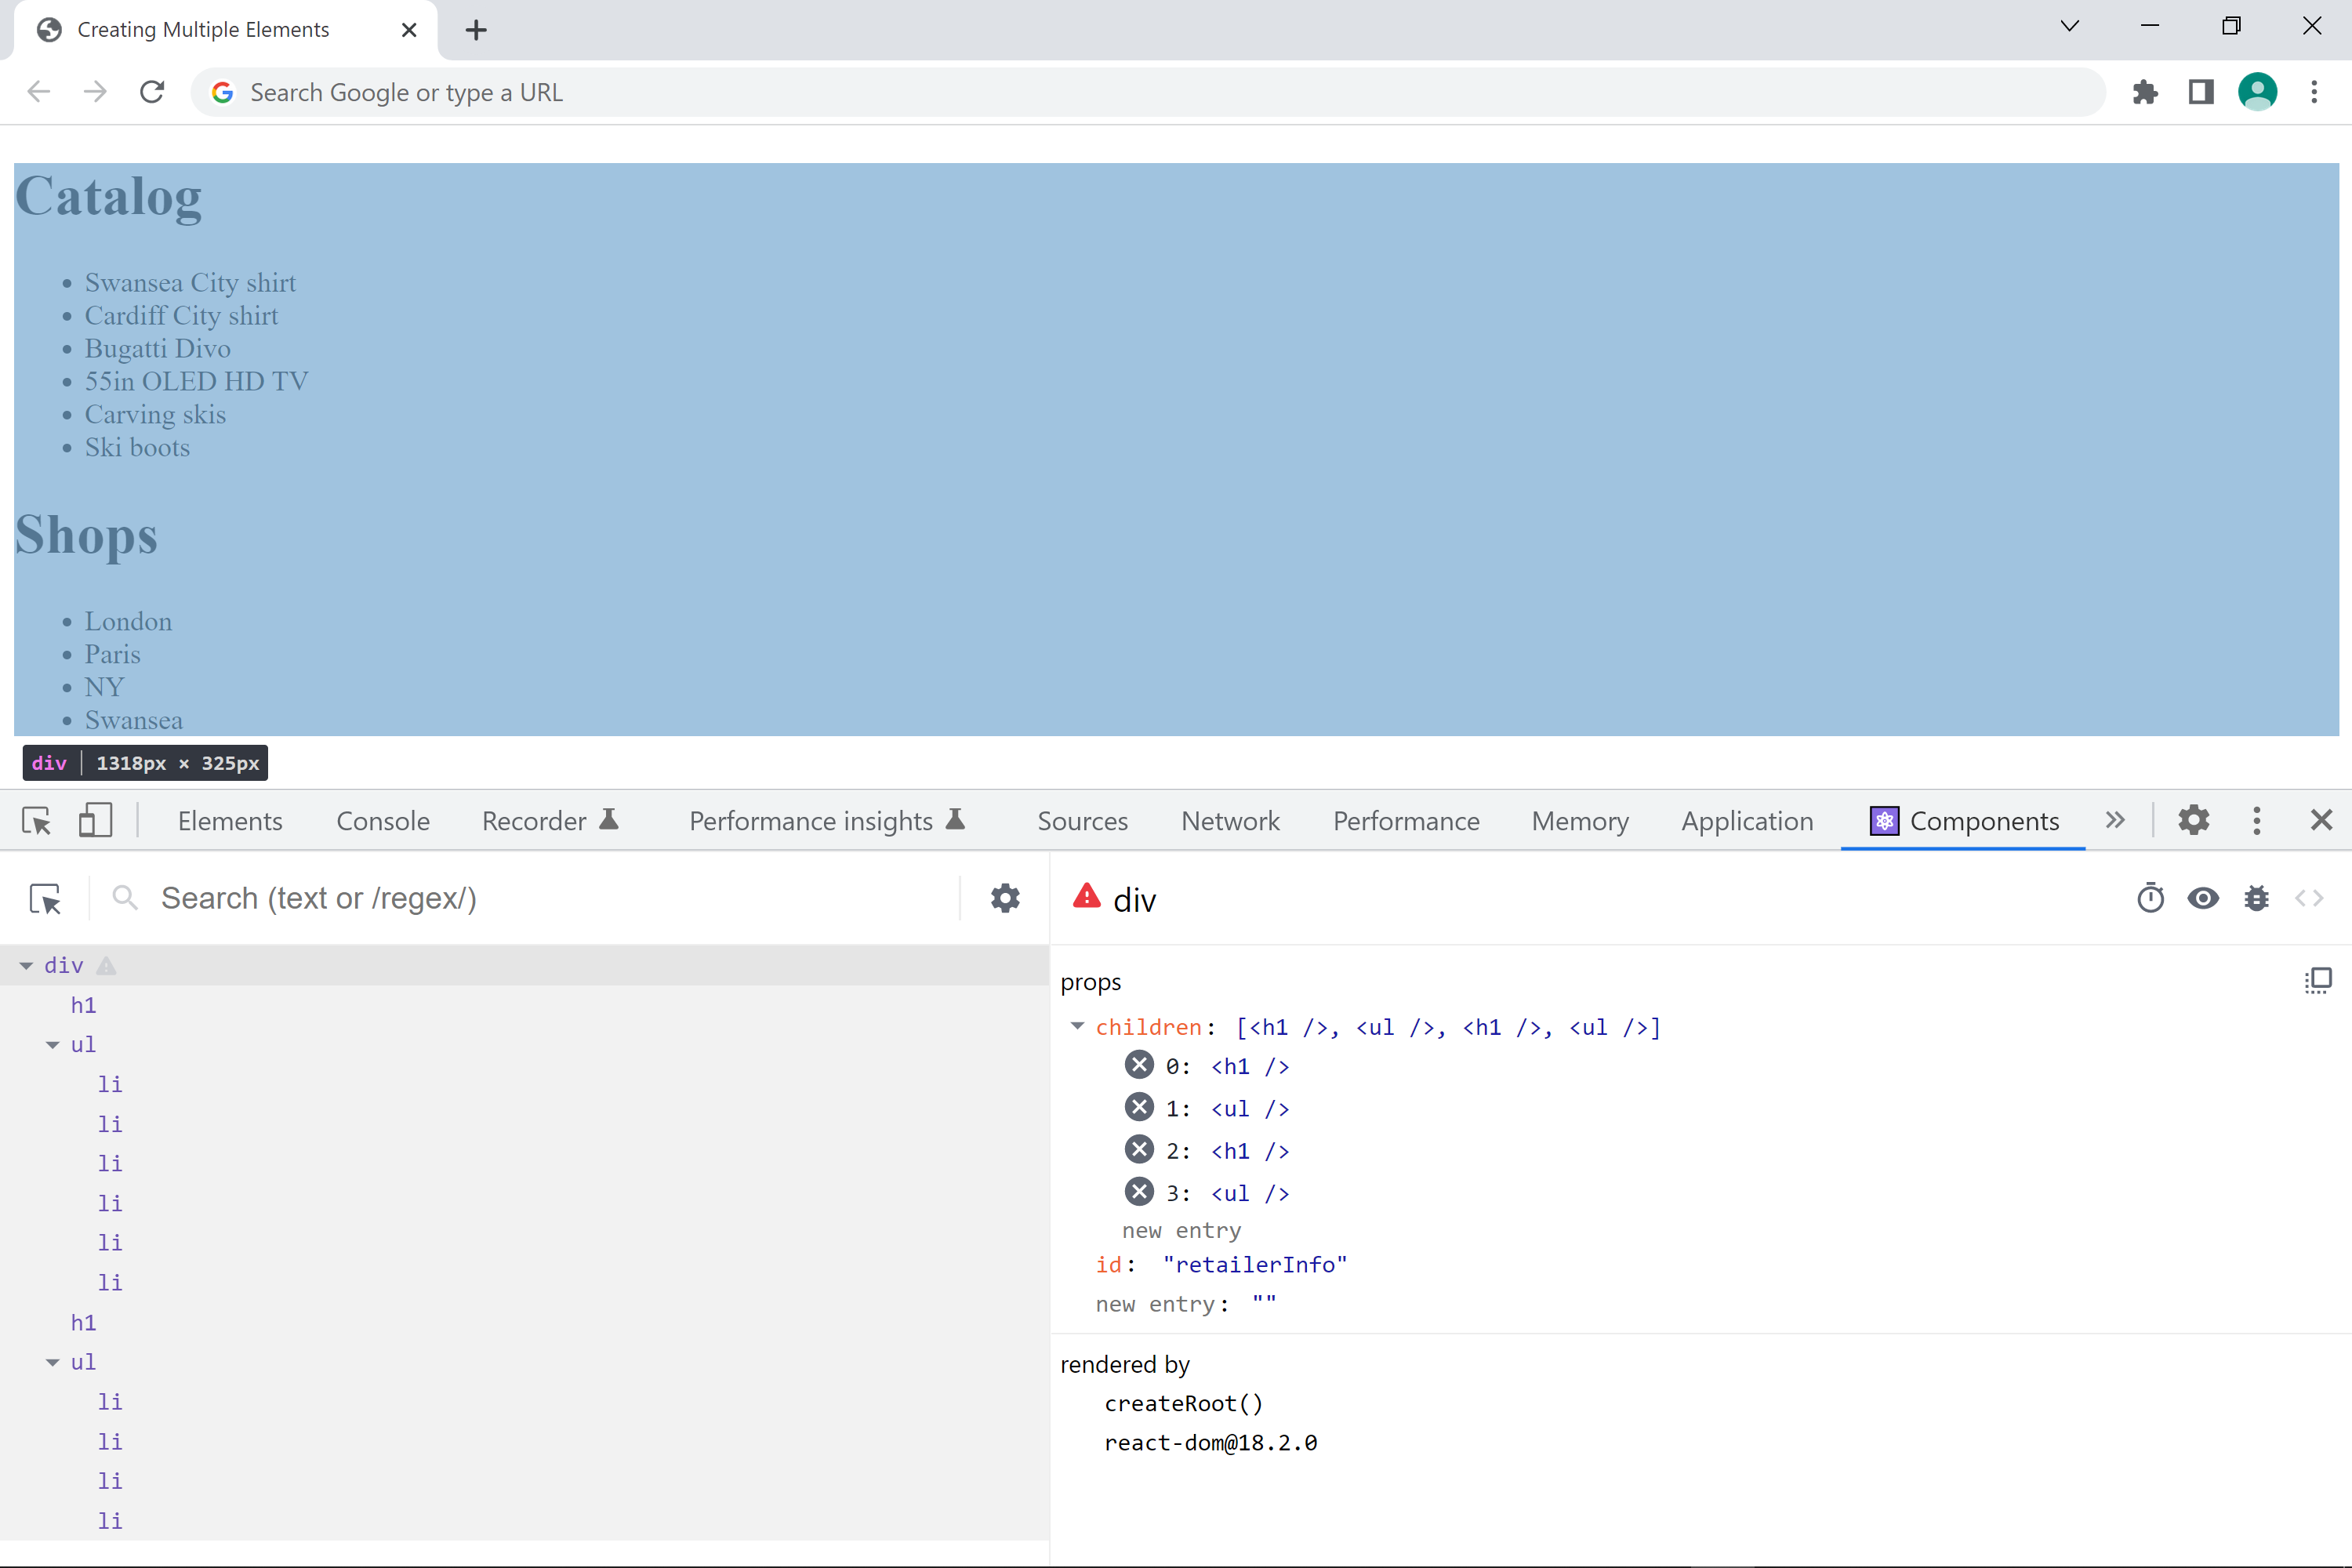 Creating Multiple Elements
Search Google or type a URL
Catalog
Swansea City shirt
Cardiff City shirt
Bugatti Divo
55in OLED HD TV
Carving skis
Ski boots
Shops
London
Paris
NY
Swansea
div 1318px × 325px
Elements Console Recorder Performance insights Sources Network Performance Memory Application Components
Search (text or /regex/)
div
h1
ul
li
li
li
li
li
li
h1
ul
li
li
li
li
div
props
children: [<h1 />, <ul />, <h1 />, <ul />]
0: <h1 />
1: <ul />
2: <h1 />
3: <ul />
new entry
id: "retailerInfo"
new entry: ""
rendered by
createRoot()
react-dom@18.2.0